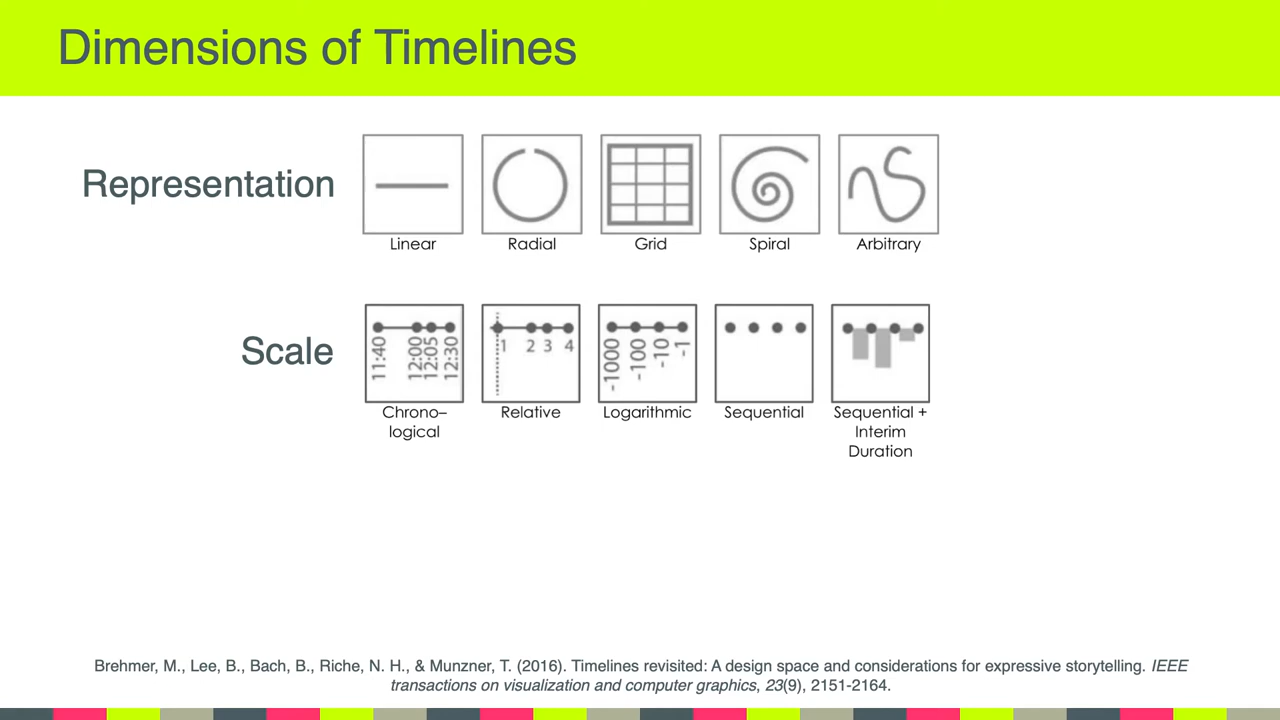 Dimensions of Timelines
Representation
Linear
Radial
Grid
Spiral
Arbitrary
Scale
11:40 12:00 12:05 12:30
1 2 3 4
-1000 -100 -10 -1
Chrono–
logical
Relative
Logarithmic
Sequential
Sequential +
Interim
Duration
Brehmer, M., Lee, B., Bach, B., Riche, N. H., & Munzner, T. (2016). Timelines revisited: A design space and considerations for expressive storytelling. IEEE
transactions on visualization and computer graphics, 23(9), 2151-2164.